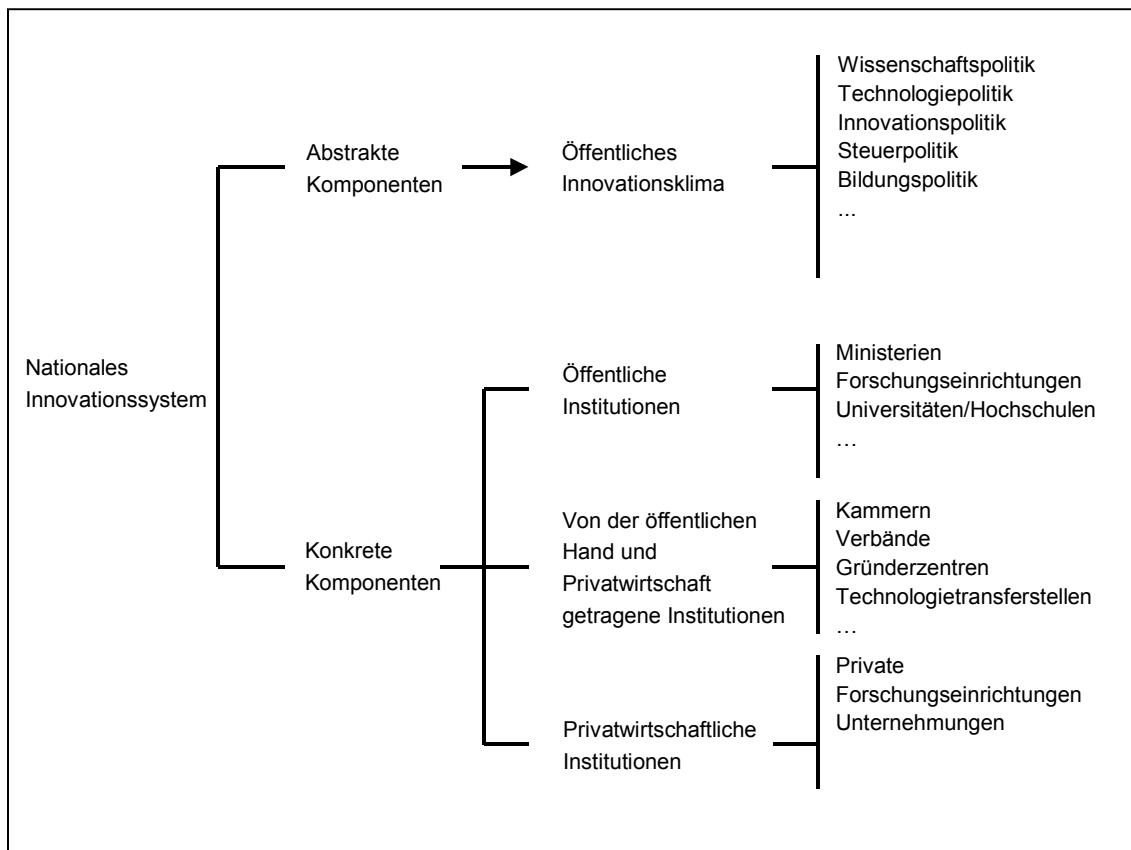 Nationales
Innovationssystem
Abstrakte
Komponenten
Öffentliches
Innovationsklima
Wissenschaftspolitik
Technologiepolitik
Innovationspolitik
Steuerpolitik
Bildungspolitik
...
Konkrete
Komponenten
Öffentliche
Institutionen
Ministerien
Forschungseinrichtungen
Universitäten/Hochschulen
…
Von der öffentlichen
Hand und
Privatwirtschaft
getragene Institutionen
Kammern
Verbände
Gründerzentren
Technologietransferstellen
…
Privatwirtschaftliche
Institutionen
Private
Forschungseinrichtungen
Unternehmungen